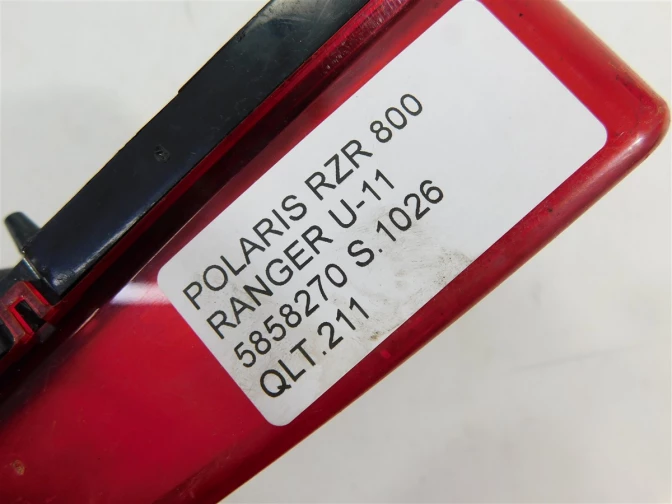 POLARIS RZR 800
RANGER U-11
5858270 S.1026
QLT.211